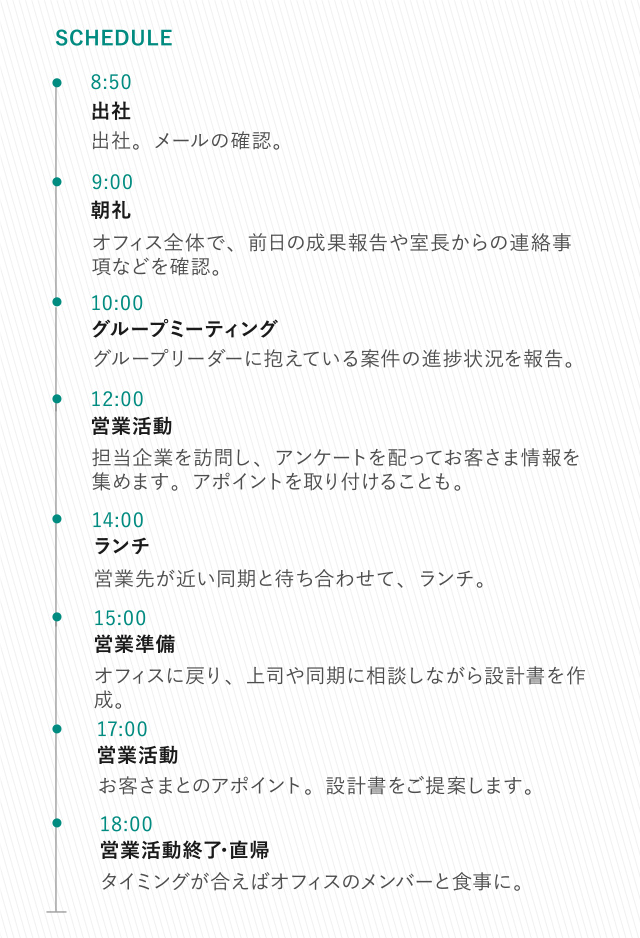 SCHEDULE
8:50
出社
出社。メールの確認。
9:00
朝礼
オフィス全体で、前日の成果報告や室長からの連絡事
項などを確認。
10:00
グループミーティング
グループリーダーに抱えている案件の進捗状況を報告。
12:00
営業活動
担当企業を訪問し、アンケートを配ってお客さま情報を
集めます。アポイントを取り付けることも。
14:00
ランチ
営業先が近い同期と待ち合わせて、ランチ。
15:00
営業準備
オフィスに戻り、上司や同期に相談しながら設計書を作
成。
17:00
営業活動
お客さまとのアポイント。設計書をご提案します。
18:00
営業活動終了・直帰
タイミングが合えばオフィスのメンバーと食事に。